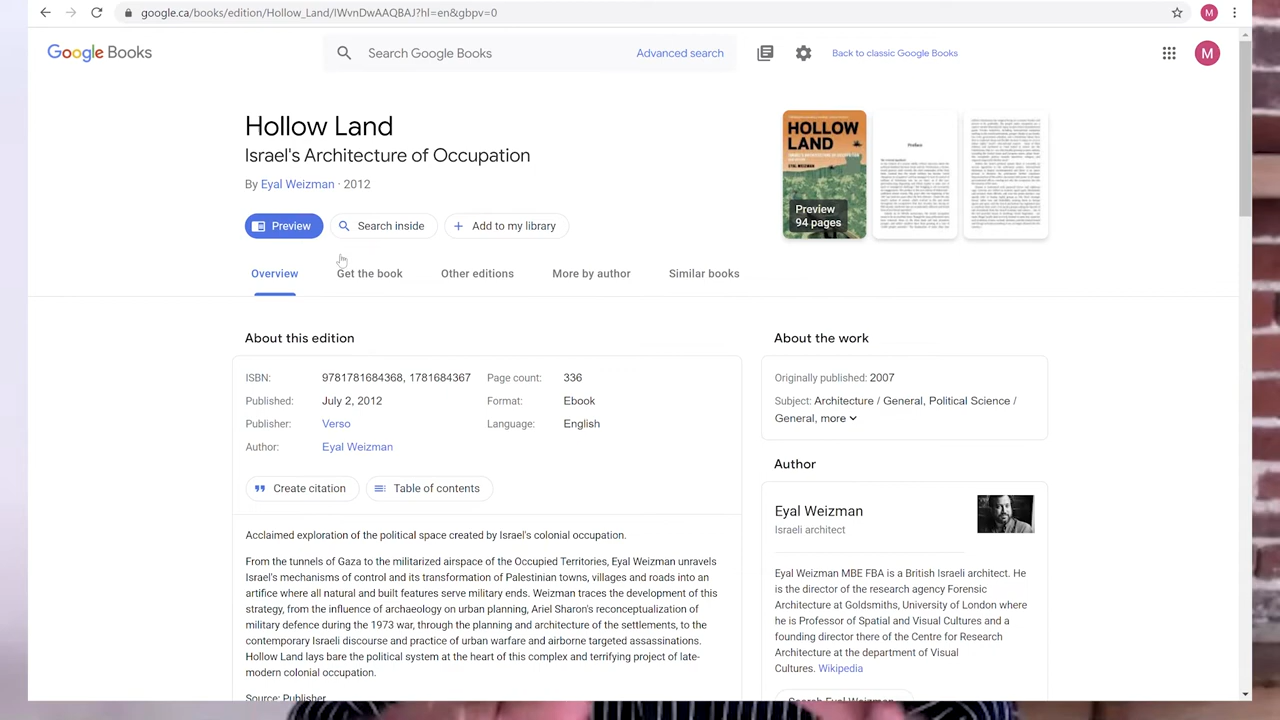 google.ca/books/edition/Hollow_Land/IWvnDwAAQBAJ?hl=en&gbpv=0
M
Google Books
Search Google Books
Advanced search
Back to classic Google Books
M
Hollow Land
Israel's Architecture of Occupation
By Eyal Weizman · 2012
Search inside
Add to my library
HOLLOW
LAND
EYAL WEIZMAN
Preview
94 pages
Preface
Overview
Get the book
Other editions
More by author
Similar books
About this edition
ISBN: 9781781684368, 1781684367
Page count: 336
Published: July 2, 2012
Format: Ebook
Publisher: Verso
Language: English
Author: Eyal Weizman
Create citation
Table of contents
Acclaimed exploration of the political space created by Israel's colonial occupation.
From the tunnels of Gaza to the militarized airspace of the Occupied Territories, Eyal Weizman unravels
Israel's mechanisms of control and its transformation of Palestinian towns, villages and roads into an
artifice where all natural and built features serve military ends. Weizman traces the development of this
strategy, from the influence of archaeology on urban planning, Ariel Sharon's reconceptualization of
military defence during the 1973 war, through the planning and architecture of the settlements, to the
contemporary Israeli discourse and practice of urban warfare and airborne targeted assassinations.
Hollow Land lays bare the political system at the heart of this complex and terrifying project of late-
modern colonial occupation.
Source: Publisher
About the work
Originally published: 2007
Subject: Architecture / General, Political Science /
General, more
Author
Eyal Weizman
Israeli architect
Eyal Weizman MBE FBA is a British Israeli architect. He
is the director of the research agency Forensic
Architecture at Goldsmiths, University of London where
he is Professor of Spatial and Visual Cultures and a
founding director there of the Centre for Research
Architecture at the department of Visual
Cultures. Wikipedia
Search Eyal Weizman